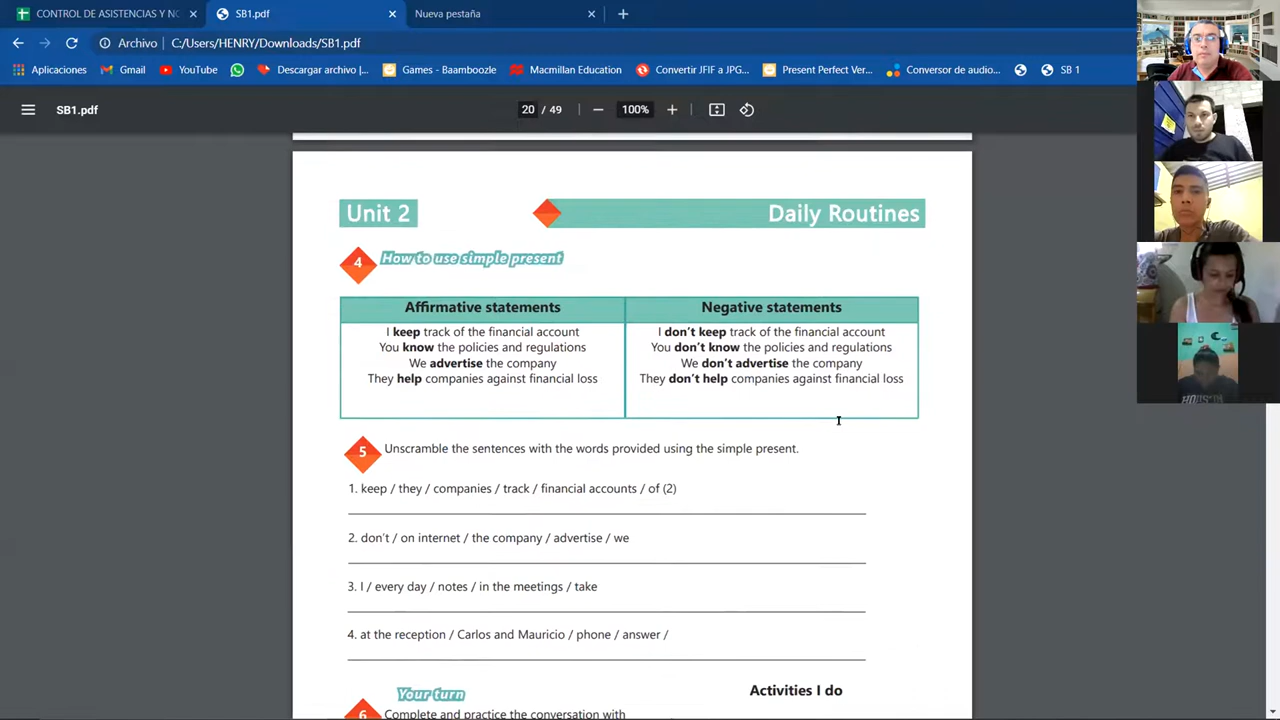 CONTROL DE ASISTENCIAS Y NO
SB1.pdf
Nueva pestaña
Archivo
C:/Users/HENRY/Downloads/SB1.pdf
Aplicaciones
Gmail
YouTube
Descargar archivo |...
Games - Baamboozle
Macmillan Education
Convertir JFIF a JPG...
Present Perfect Ver...
Conversor de audio...
SB 1
SB1.pdf
20 / 49
100%
Unit 2
Daily Routines
4 How to use simple present
Affirmative statements
I keep track of the financial account
You know the policies and regulations
We advertise the company
They help companies against financial loss
Negative statements
I don't keep track of the financial account
You don't know the policies and regulations
We don't advertise the company
They don't help companies against financial loss
5 Unscramble the sentences with the words provided using the simple present.
1. keep / they / companies / track / financial accounts / of (2)
2. don't / on internet / the company / advertise / we
3. I / every day / notes / in the meetings / take
4. at the reception / Carlos and Mauricio / phone / answer /
Your turn
Activities I do
6 Complete and practice the conversation with